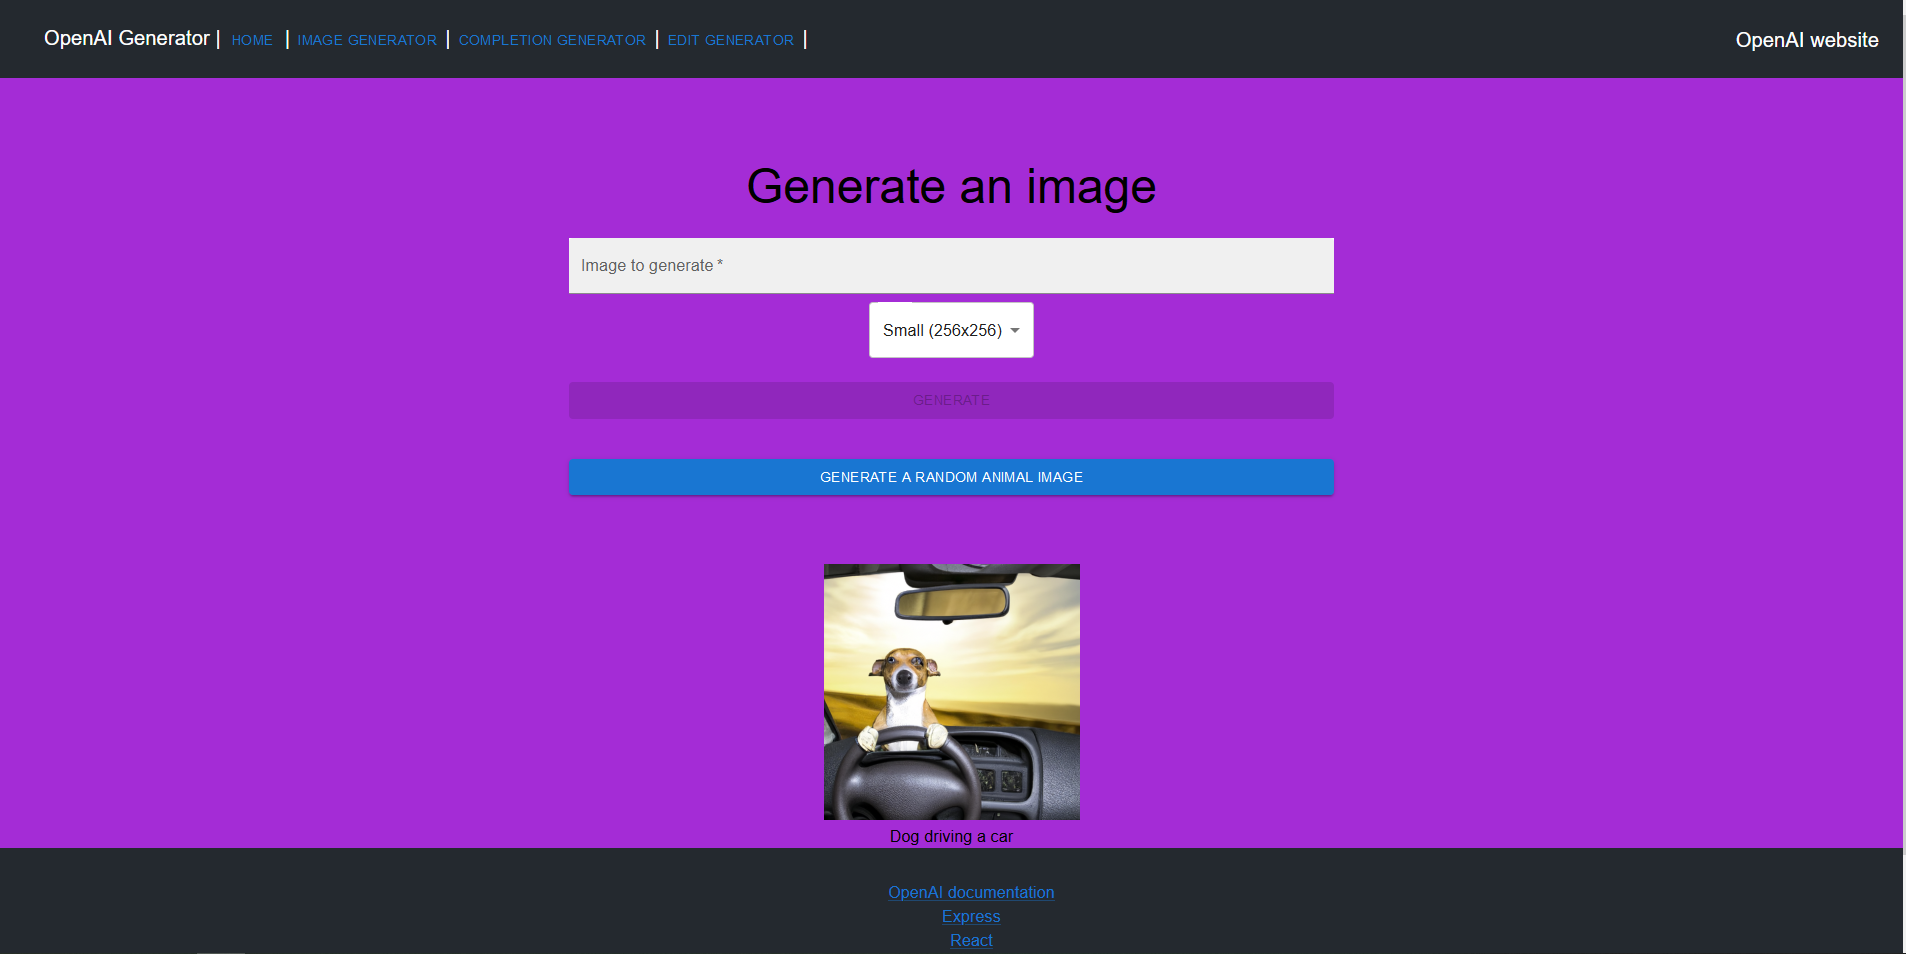 OpenAI Generator | HOME | IMAGE GENERATOR | COMPLETION GENERATOR | EDIT GENERATOR | OpenAI website
Generate an image
Image to generate *
Small (256x256)
GENERATE
GENERATE A RANDOM ANIMAL IMAGE
Dog driving a car
OpenAI documentation
Express
React